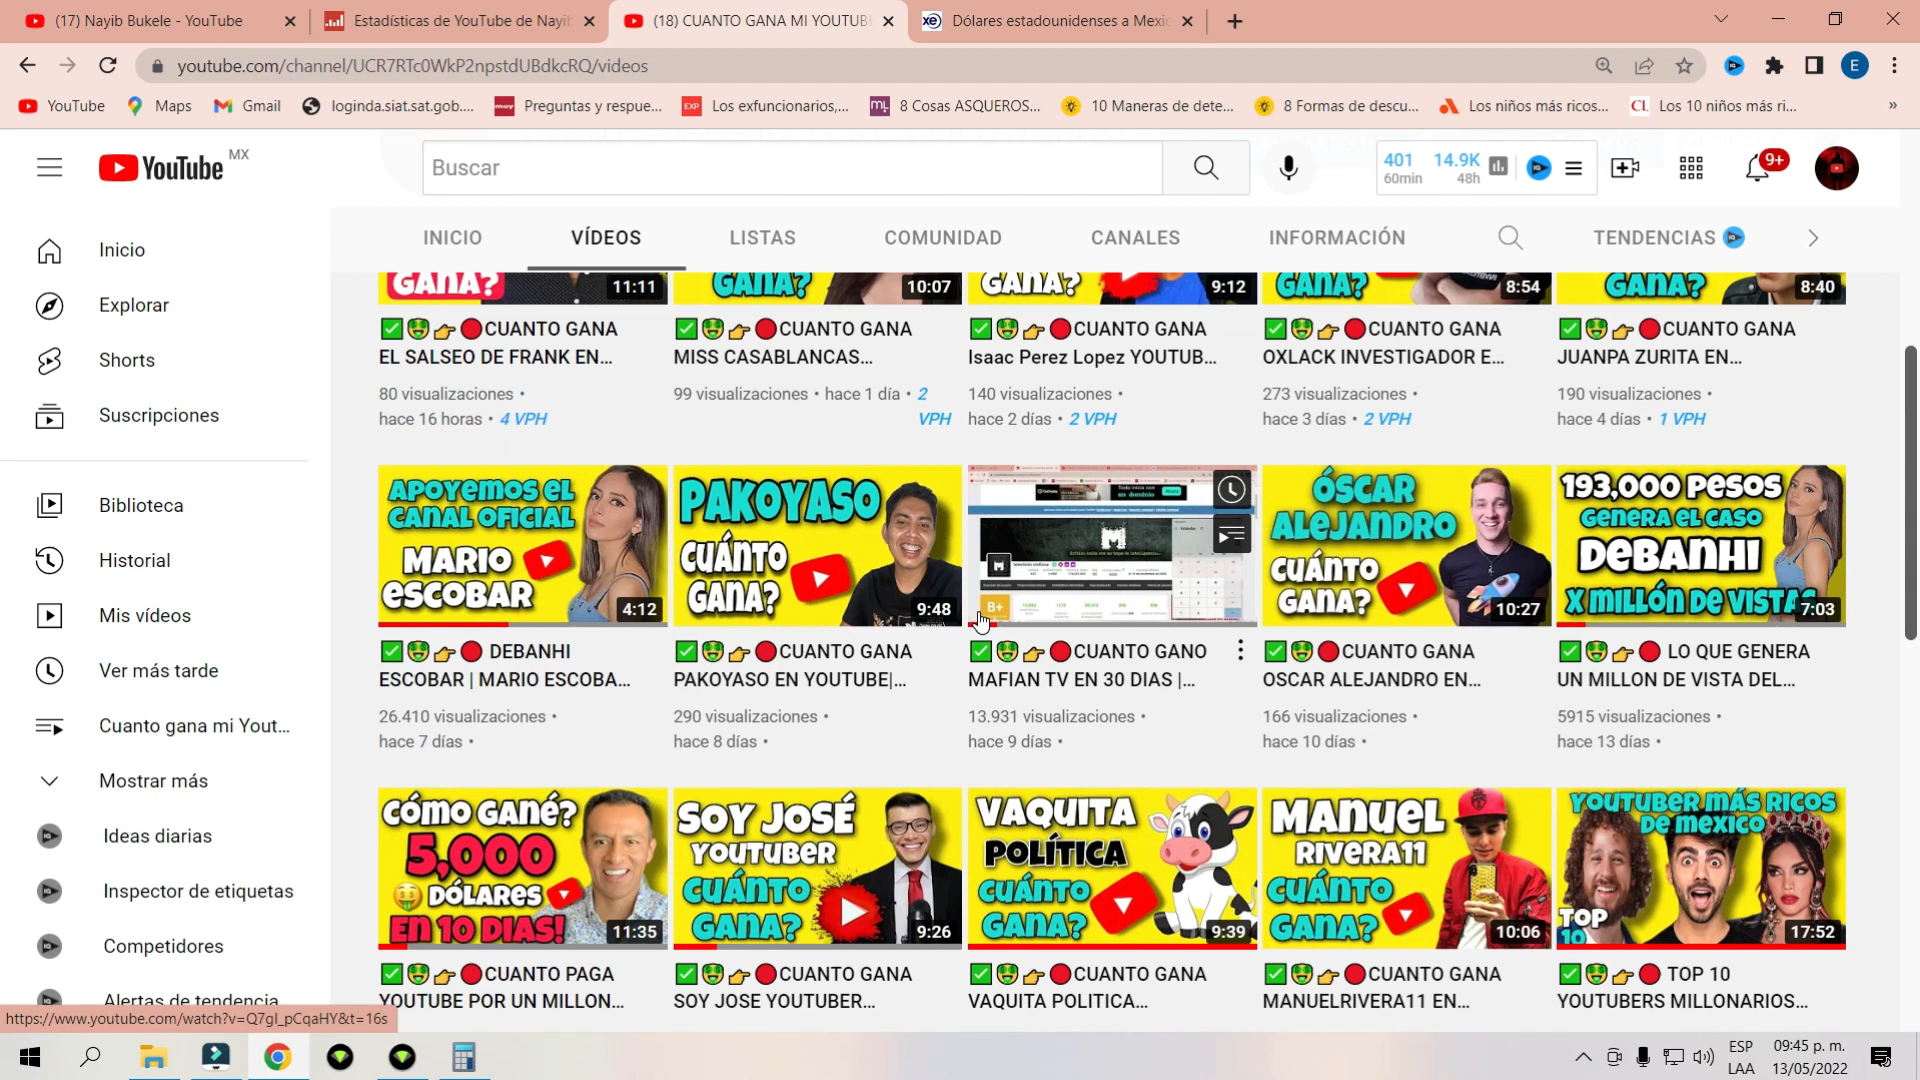 (17) Nayib Bukele - YouTube
Estadísticas de YouTube de Nayib
(18) CUANTO GANA MI YOUTUB
Dólares estadounidenses a Mexic
youtube.com/channel/UCR7RTc0WkP2npstdUBdkcRQ/videos
E
YouTube
Maps
Gmail
loginda.siat.sat.gob....
Preguntas y respue...
Los exfuncionarios,...
8 Cosas ASQUEROS...
10 Maneras de dete...
8 Formas de descu...
Los niños más ricos...
Los 10 niños más ri...
YouTube MX
Buscar
401 14.9K
60min 48h
9+
INICIO
VÍDEOS
LISTAS
COMUNIDAD
CANALES
INFORMACIÓN
TENDENCIAS
Inicio
Explorar
Shorts
Suscripciones
Biblioteca
Historial
Mis vídeos
Ver más tarde
Cuanto gana mi Yout...
Mostrar más
Ideas diarias
Inspector de etiquetas
Competidores
Alertas de tendencia
GANA?
11:11
GANA?
10:07
GANA?
9:12
GANA?
8:54
GANA?
8:40
✅🤑👉🔴CUANTO GANA
EL SALSEO DE FRANK EN...
80 visualizaciones •
hace 16 horas • 4 VPH
✅🤑👉🔴CUANTO GANA
MISS CASABLANCAS...
99 visualizaciones • hace 1 día • 2
VPH
✅🤑👉🔴CUANTO GANA
Isaac Perez Lopez YOUTUB...
140 visualizaciones •
hace 2 días • 2 VPH
✅🤑👉🔴CUANTO GANA
OXLACK INVESTIGADOR E...
273 visualizaciones •
hace 3 días • 2 VPH
✅🤑👉🔴CUANTO GANA
JUANPA ZURITA EN...
190 visualizaciones •
hace 4 días • 1 VPH
APOYEMOS EL
CANAL OFICIAL
MARIO
ESCOBAR
4:12
PAKOYASO
CUÁNTO
GANA?
9:48
B+
ÓSCAR
ALEJANDRO
CUÁNTO
GANA?
10:27
193,000 PESOS
GENERA EL CASO
DEBANHI
X MILLÓN DE VISTAS
7:03
✅🤑👉🔴 DEBANHI
ESCOBAR | MARIO ESCOBA...
26.410 visualizaciones •
hace 7 días •
✅🤑👉🔴CUANTO GANA
PAKOYASO EN YOUTUBE|...
290 visualizaciones •
hace 8 días •
✅🤑👉🔴CUANTO GANO
MAFIAN TV EN 30 DIAS |...
13.931 visualizaciones •
hace 9 días •
✅🤑🔴CUANTO GANA
OSCAR ALEJANDRO EN...
166 visualizaciones •
hace 10 días •
✅🤑👉🔴 LO QUE GENERA
UN MILLON DE VISTA DEL...
5915 visualizaciones •
hace 13 días •
CÓMO GANÉ?
5,000
DÓLARES
EN 10 DIAS!
11:35
SOY JOSÉ
YOUTUBER
CUÁNTO
GANA?
9:26
VAQUITA
POLÍTICA
CUÁNTO
GANA?
9:39
MANUEL
RIVERA11
CUÁNTO
GANA?
10:06
YOUTUBER MÁS RICOS
DE MEXICO
TOP
10
17:52
✅🤑👉🔴CUANTO PAGA
YOUTUBE POR UN MILLON...
✅🤑👉🔴CUANTO GANA
SOY JOSE YOUTUBER...
✅🤑👉🔴CUANTO GANA
VAQUITA POLITICA...
✅🤑👉🔴CUANTO GANA
MANUELRIVERA11 EN...
✅🤑👉🔴 TOP 10
YOUTUBERS MILLONARIOS...
https://www.youtube.com/watch?v=Q7gI_pCqaHY&t=16s
ESP
LAA
09:45 p. m.
13/05/2022